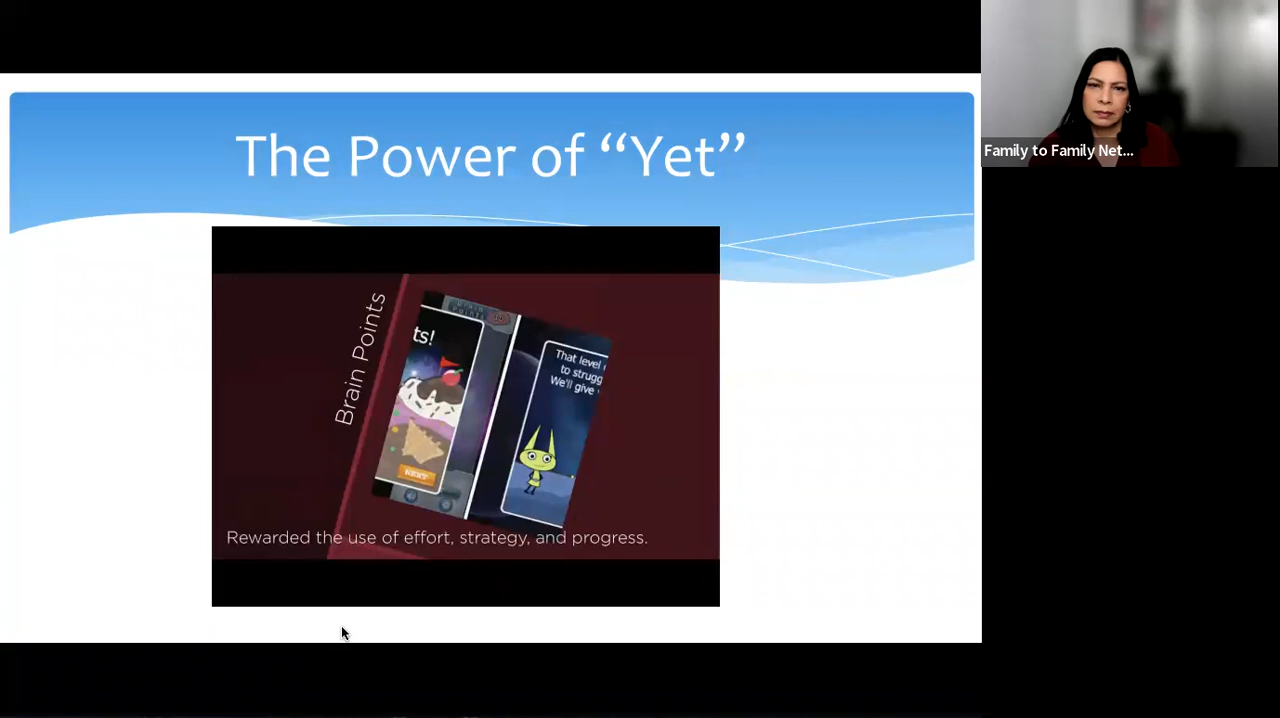 The Power of “Yet”
Family to Family Net...
Brain Points
ts!
That level
to strugg
We'll give
NEXT
Rewarded the use of effort, strategy, and progress.